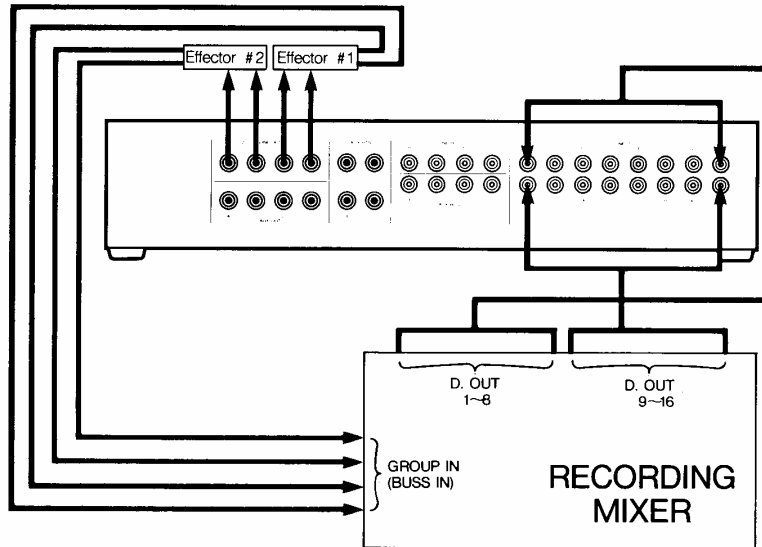 Effector #2 Effector #1
D. OUT
1~8
D. OUT
9~16
GROUP IN
(BUSS IN)
RECORDING
MIXER